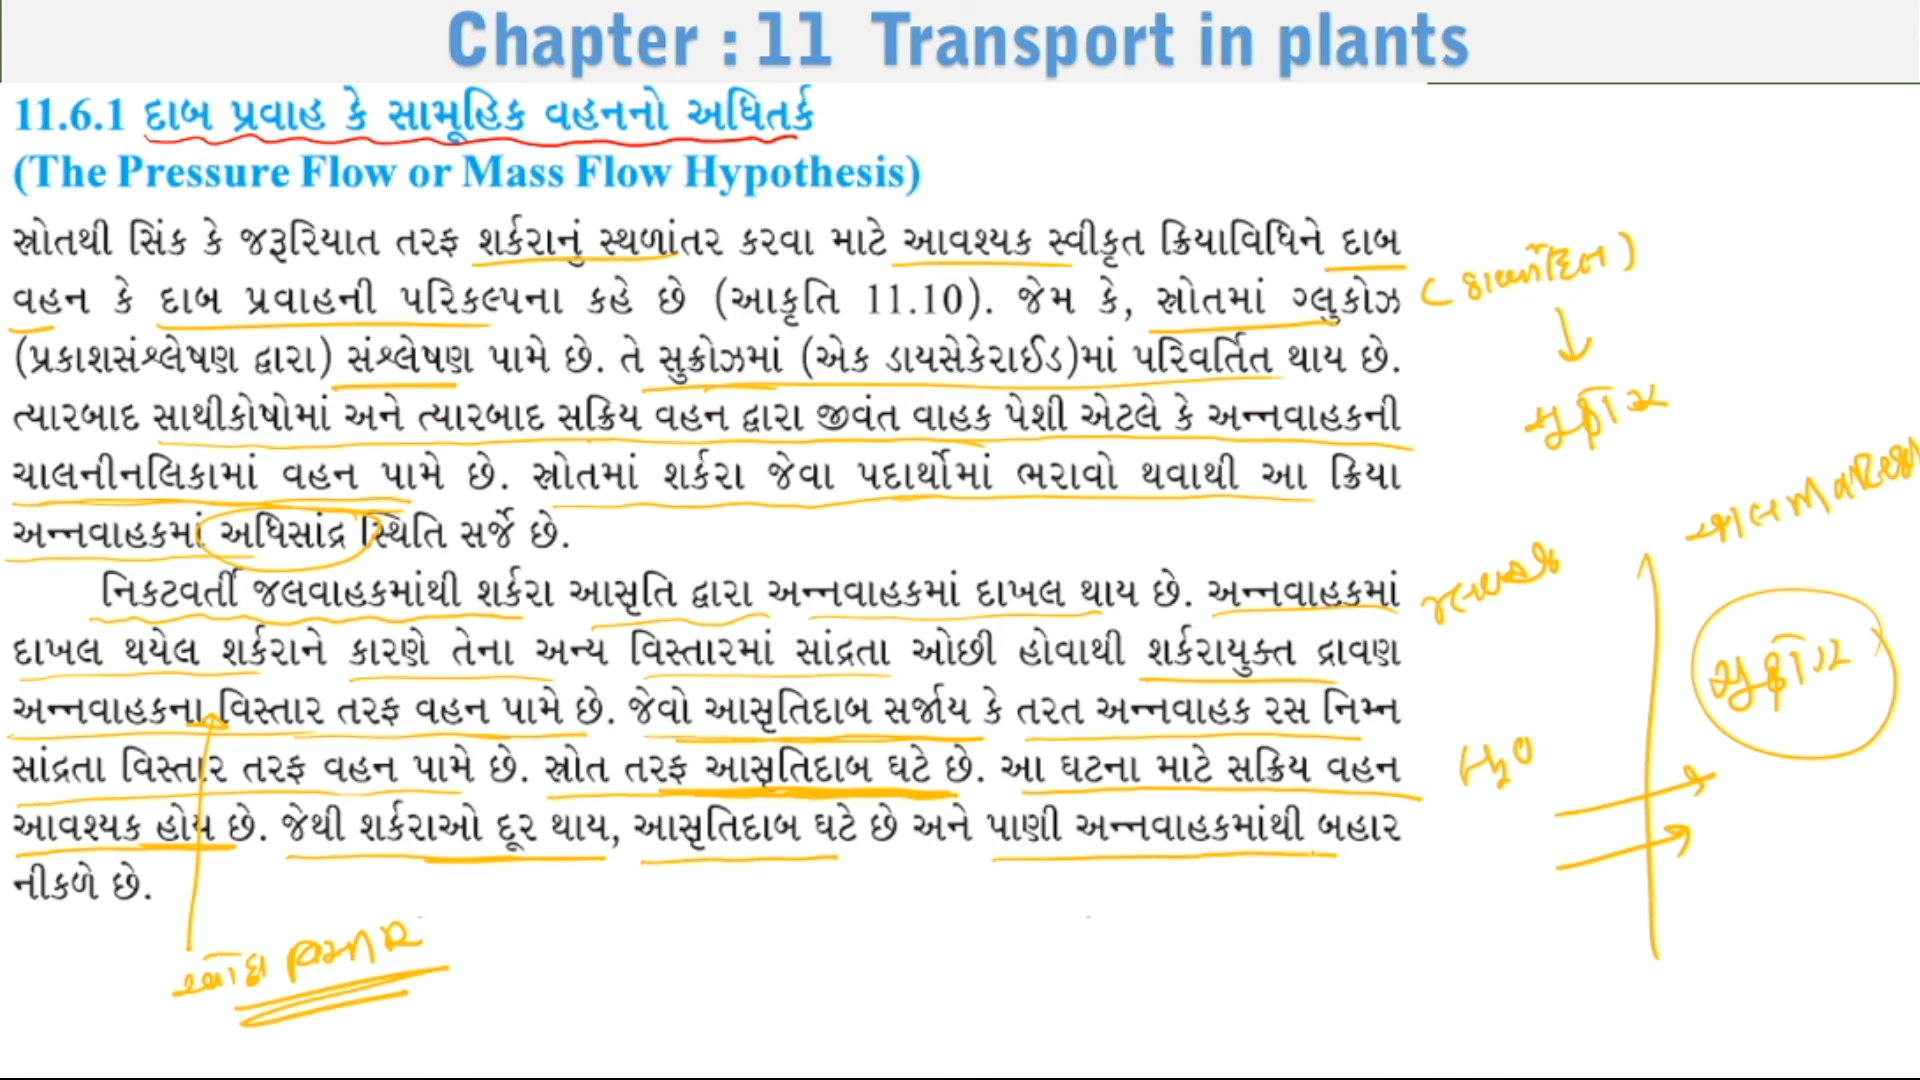 Chapter : 11 Transport in plants
11.6.1 દાબ પ્રવાહ કે સામૂહિક વહનનો અધિતર્ક
(The Pressure Flow or Mass Flow Hypothesis)
સ્રોતથી સિંક કે જરૂરિયાત તરફ શર્કરાનું સ્થળાંતર કરવા માટે આવશ્યક સ્વીકૃત ક્રિયાવિધિને દાબ
વહન કે દાબ પ્રવાહની પરિકલ્પના કહે છે (આકૃતિ 11.10). જેમ કે, સ્રોતમાં ગ્લુકોઝ
(પ્રકાશસંશ્લેષણ દ્વારા) સંશ્લેષણ પામે છે. તે સુક્રોઝમાં (એક ડાયસેકેરાઈડ)માં પરિવર્તિત થાય છે.
ત્યારબાદ સાથીકોષોમાં અને ત્યારબાદ સક્રિય વહન દ્વારા જીવંત વાહક પેશી એટલે કે અન્નવાહકની
ચાલનીનલિકામાં વહન પામે છે. સ્રોતમાં શર્કરા જેવા પદાર્થોમાં ભરાવો થવાથી આ ક્રિયા
અન્નવાહકમાં અધિસાંદ્ર સ્થિતિ સર્જે છે.
નિકટવર્તી જલવાહકમાંથી શર્કરા આસૃતિ દ્વારા અન્નવાહકમાં દાખલ થાય છે. અન્નવાહકમાં
દાખલ થયેલ શર્કરાને કારણે તેના અન્ય વિસ્તારમાં સાંદ્રતા ઓછી હોવાથી શર્કરાયુક્ત દ્રાવણ
અન્નવાહકના વિસ્તાર તરફ વહન પામે છે. જેવો આસૃતિદાબ સર્જાય કે તરત અન્નવાહક રસ નિમ્ન
સાંદ્રતા વિસ્તાર તરફ વહન પામે છે. સ્રોત તરફ આસૃતિદાબ ઘટે છે. આ ઘટના માટે સક્રિય વહન
આવશ્યક હોય છે. જેથી શર્કરાઓ દૂર થાય, આસૃતિદાબ ઘટે છે અને પાણી અન્નવાહકમાંથી બહાર
નીકળે છે.
સુક્રોઝ
સુક્રોઝ
H₂O